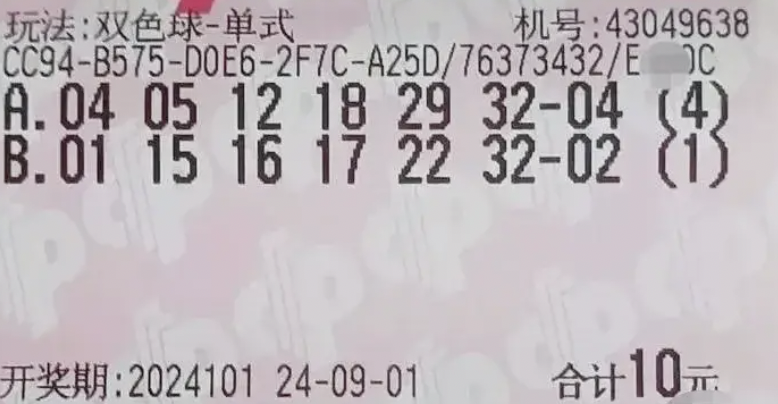 玩法:双色球-单式 机号:43049638
CC94-B575-D0E6-2F7C-A25D/76373432/E 0C
A.04 05 12 18 29 32-04 (4)
B.01 15 16 17 22 32-02 (1)
开奖期:2024101 24-09-01 合计10元